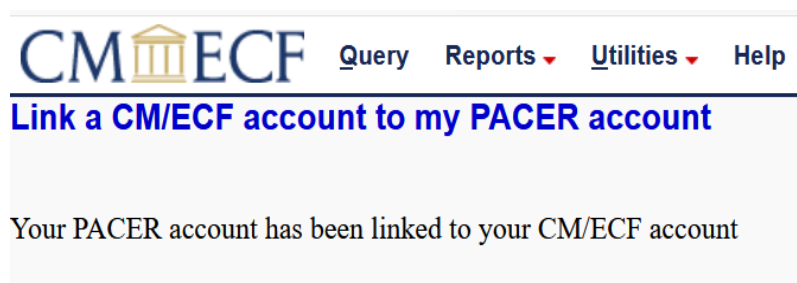 CM ECF Query Reports Utilities Help
Link a CM/ECF account to my PACER account
Your PACER account has been linked to your CM/ECF account